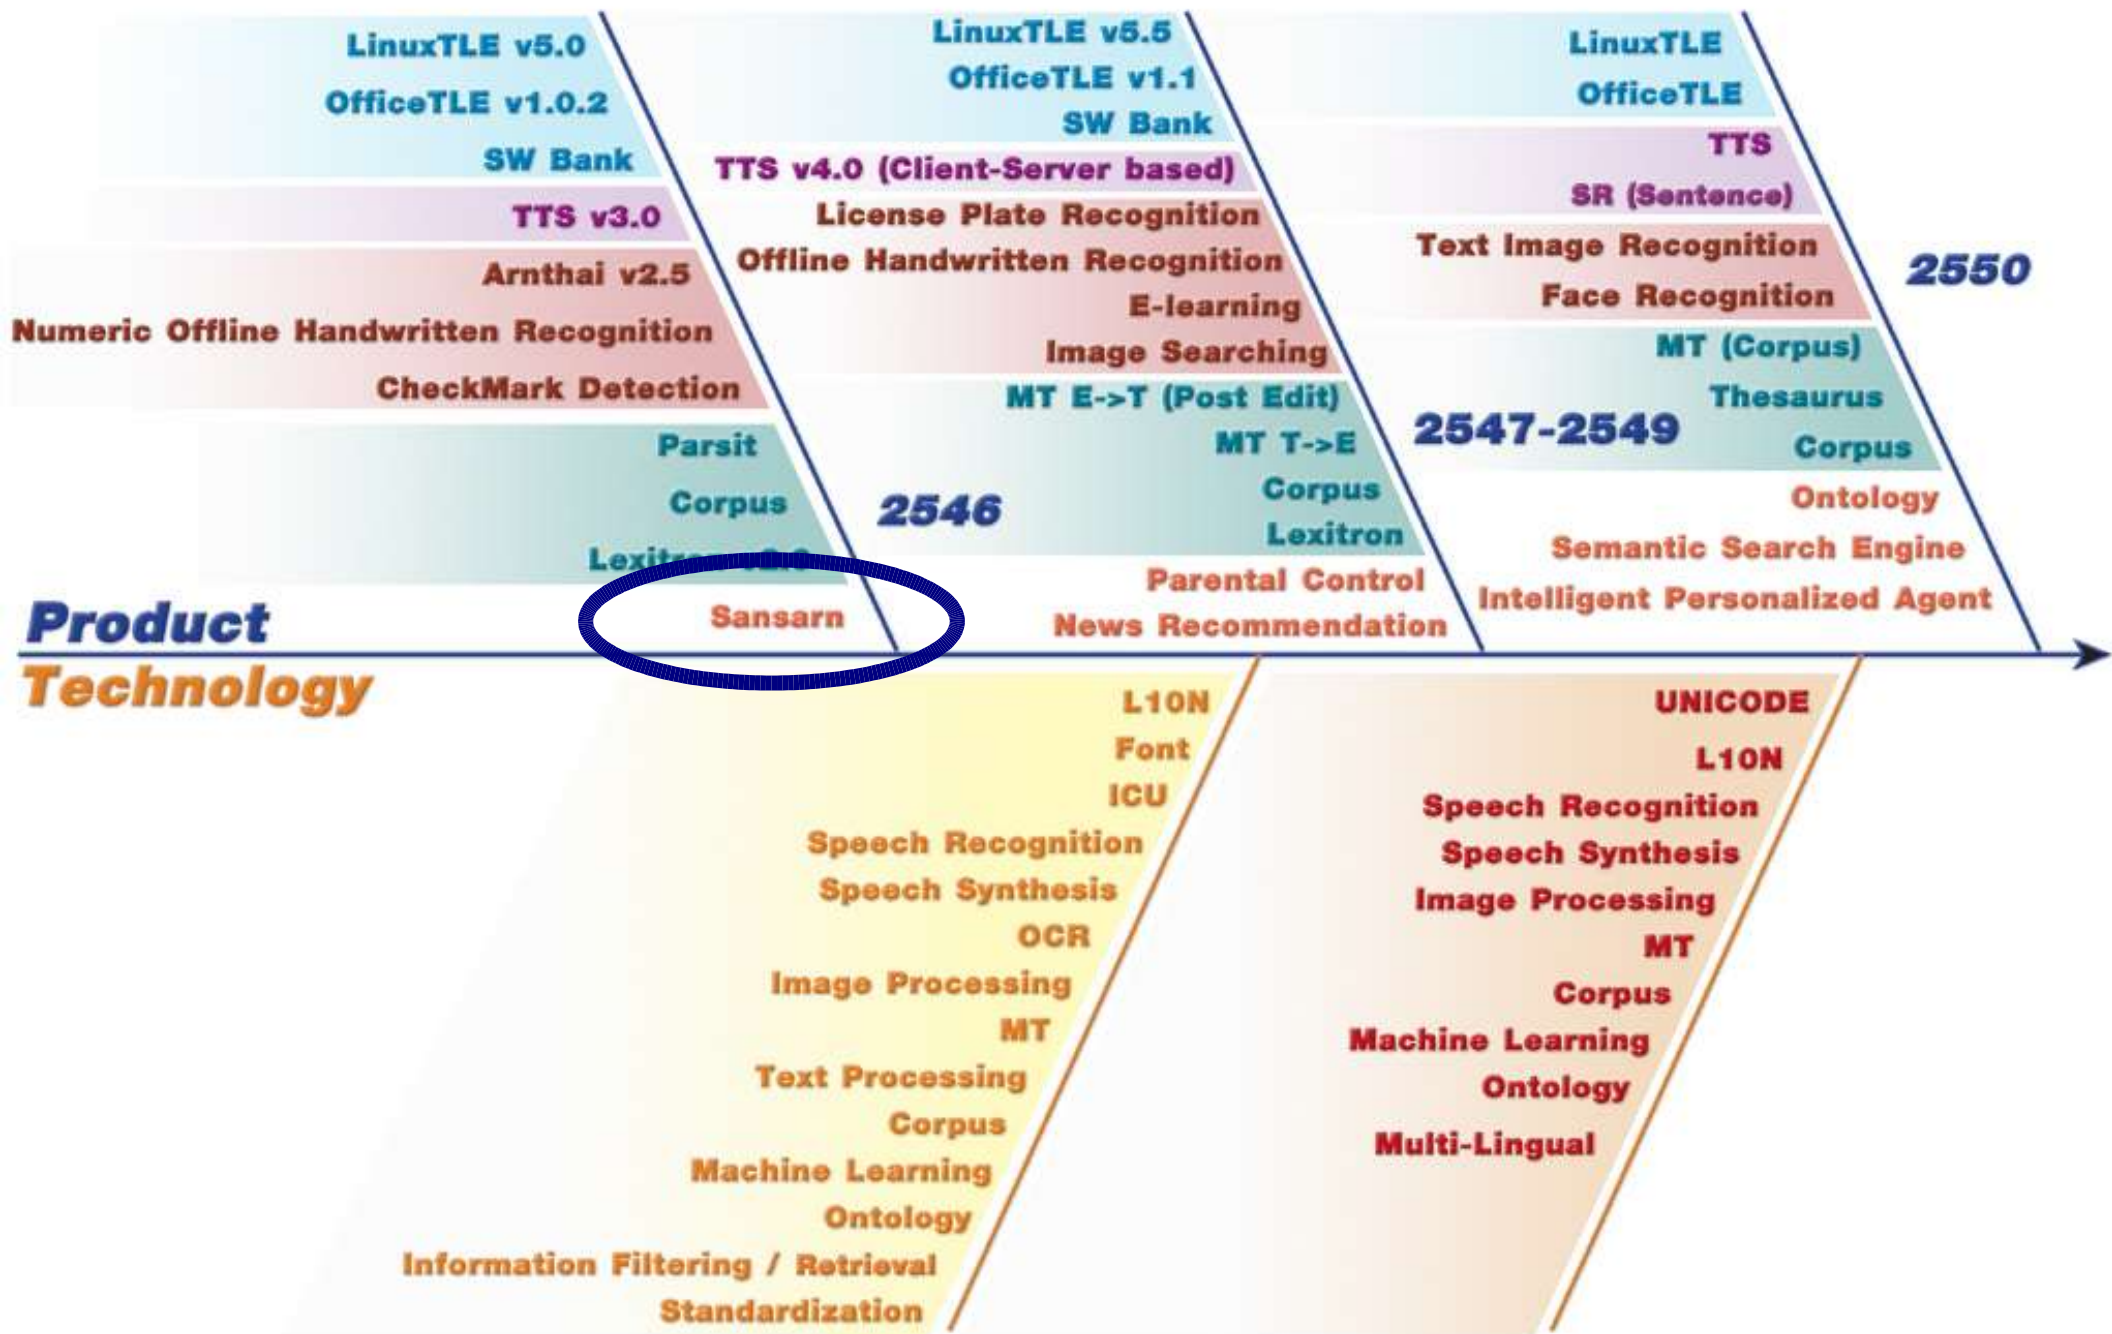 LinuxTLE v5.0
OfficeTLE v1.0.2
SW Bank
TTS v3.0
Arnthai v2.5
Numeric Offline Handwritten Recognition
CheckMark Detection
Parsit
Corpus
Lexitron v2.0
Sansarn
2546
LinuxTLE v5.5
OfficeTLE v1.1
SW Bank
TTS v4.0 (Client-Server based)
License Plate Recognition
Offline Handwritten Recognition
E-learning
Image Searching
MT E->T (Post Edit)
MT T->E
Corpus
Lexitron
Parental Control
News Recommendation
2547-2549
LinuxTLE
OfficeTLE
TTS
SR (Sentence)
Text Image Recognition
Face Recognition
MT (Corpus)
Thesaurus
Corpus
Ontology
Semantic Search Engine
Intelligent Personalized Agent
2550
Product
Technology
L10N
Font
ICU
Speech Recognition
Speech Synthesis
OCR
Image Processing
MT
Text Processing
Corpus
Machine Learning
Ontology
Information Filtering / Retrieval
Standardization
UNICODE
L10N
Speech Recognition
Speech Synthesis
Image Processing
MT
Corpus
Machine Learning
Ontology
Multi-Lingual